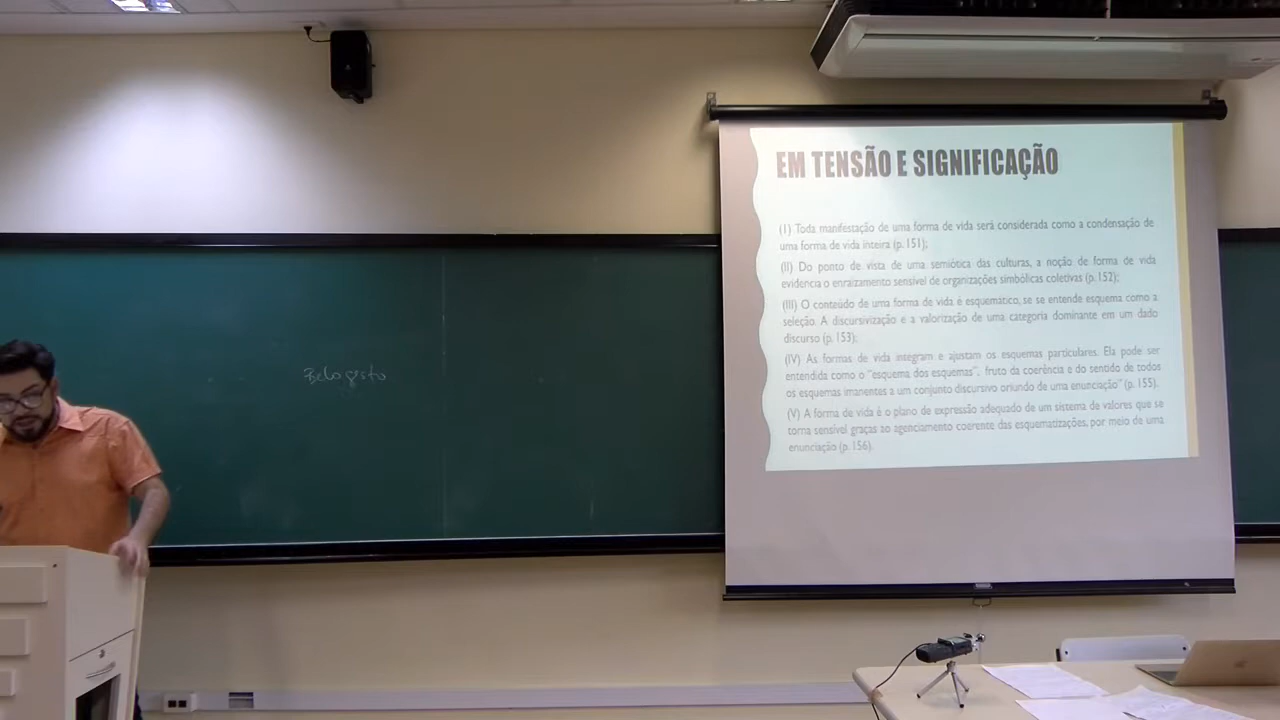 EM TENSÃO E SIGNIFICAÇÃO
(I) Toda manifestação de uma forma de vida será considerada como a condensação de
uma forma de vida inteira (p. 151);
(II) Do ponto de vista de uma semiótica das culturas, a noção de forma de vida
evidencia o enraizamento sensível de organizações simbólicas coletivas (p. 152);
(III) O conteúdo de uma forma de vida é esquemático, se se entende esquema como a
seleção. A discursivização e a valorização de uma categoria dominante em um dado
discurso (p. 153);
(IV) As formas de vida integram e ajustam os esquemas particulares. Ela pode ser
entendida como o "esquema dos esquemas", fruto da coerência e do sentido de todos
os esquemas imanentes a um conjunto discursivo oriundo de uma enunciação" (p. 155).
(V) A forma de vida é o plano de expressão adequado de um sistema de valores que se
torna sensível graças ao agenciamento coerente das esquematizações, por meio de uma
enunciação (p. 156).
Belo gesto